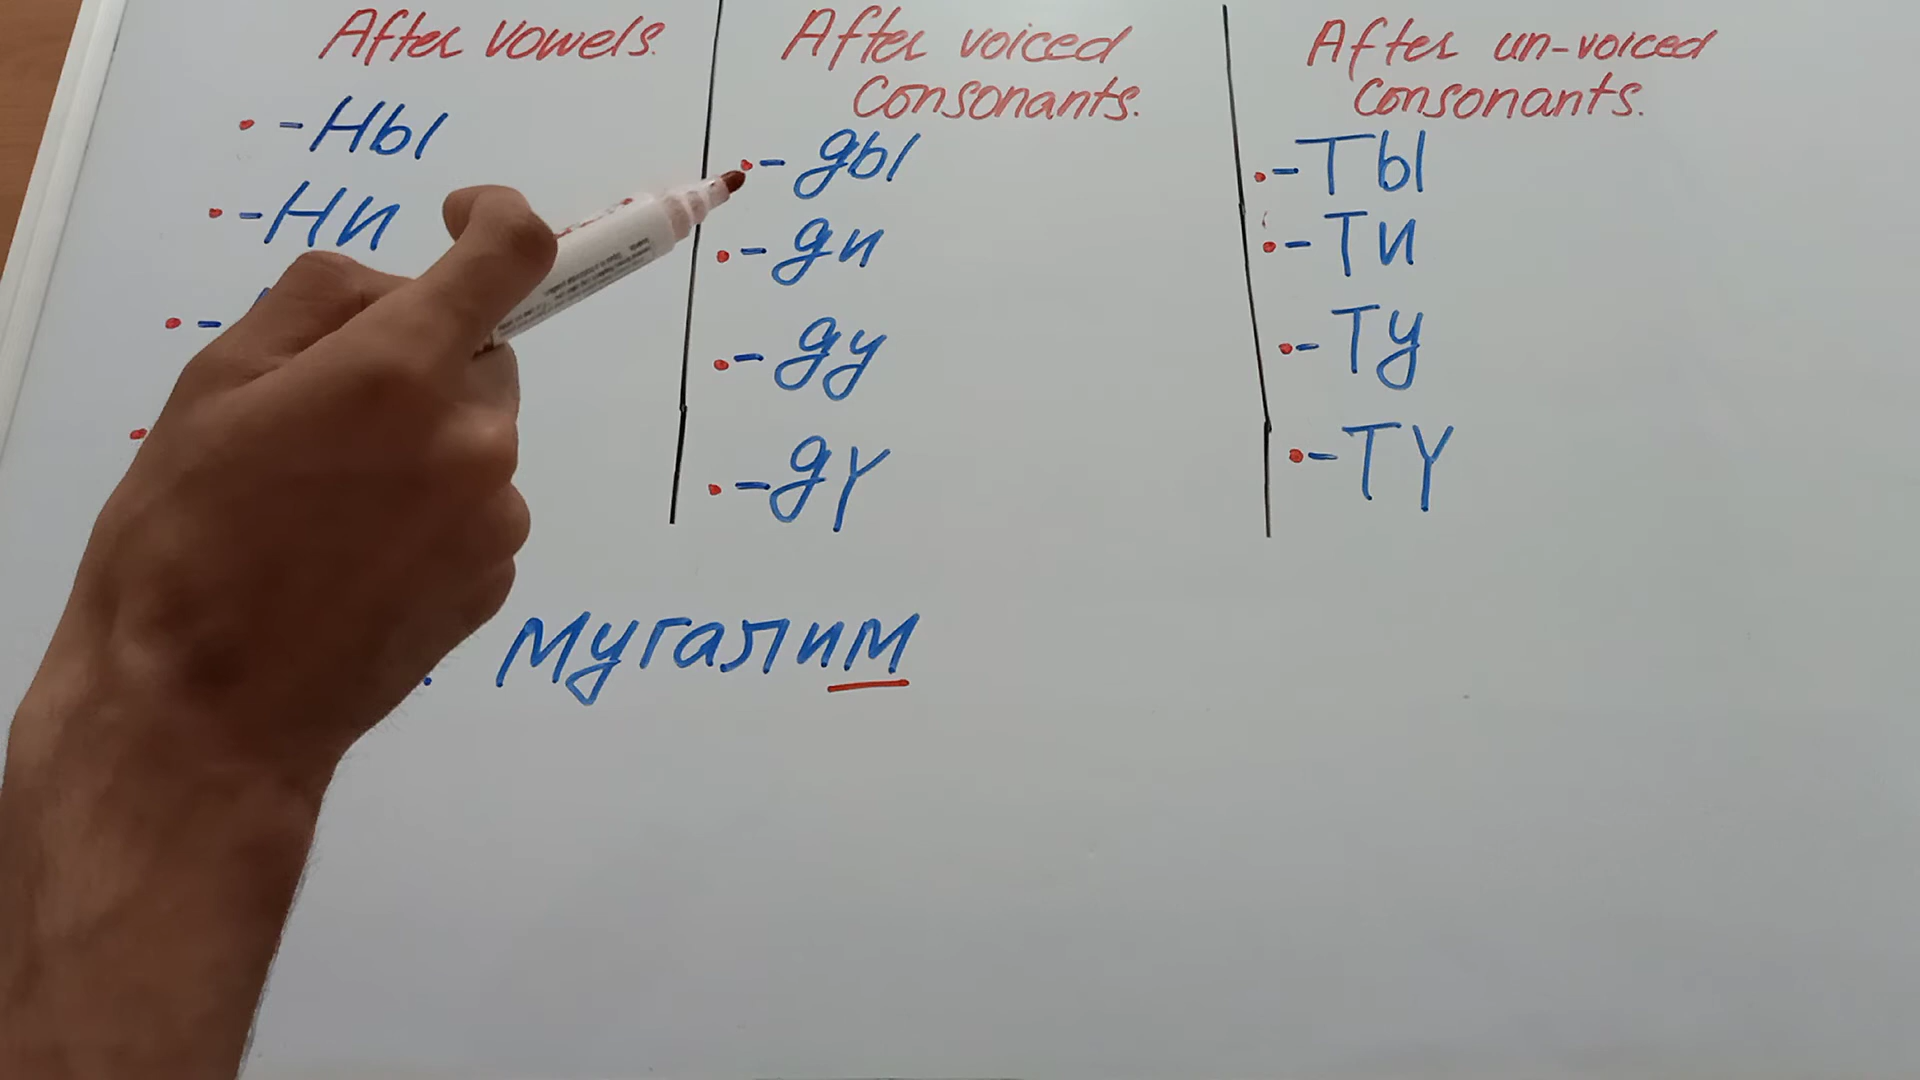 After vowels.
-ны
-ни
After voiced
consonants.
-ды
-ди
-ду
-дү
After un-voiced
consonants.
-ты
-ти
-ту
-тү
мугалим